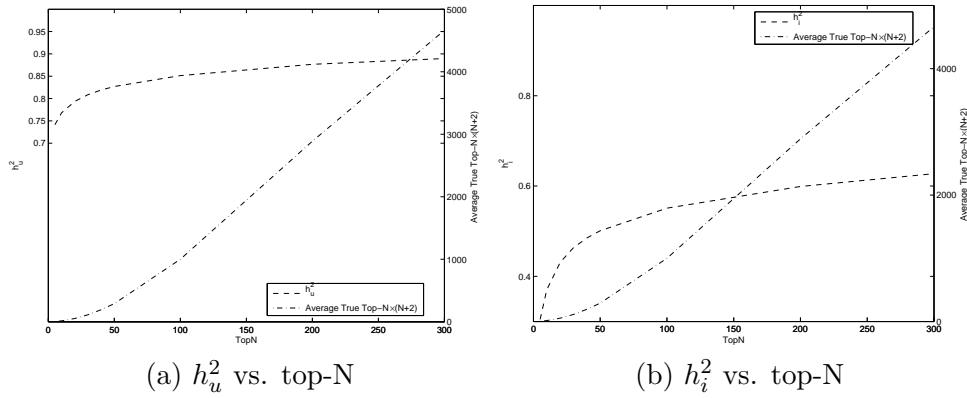 5000
4000
3000
2000
1000
0
0.95
0.9
0.85
0.8
0.75
0.7
h_u^2
Average True Top−N×(N+2)
0 50 100 150 200 250 300
TopN
h_u^2
Average True Top−N×(N+2)
(a) h_u^2 vs. top-N
h_i^2
Average True Top−N×(N+2)
0.8
0.6
0.4
h_i^2
4000
2000
0
Average True Top−N×(N+2)
0 50 100 150 200 250 300
TopN
(b) h_i^2 vs. top-N